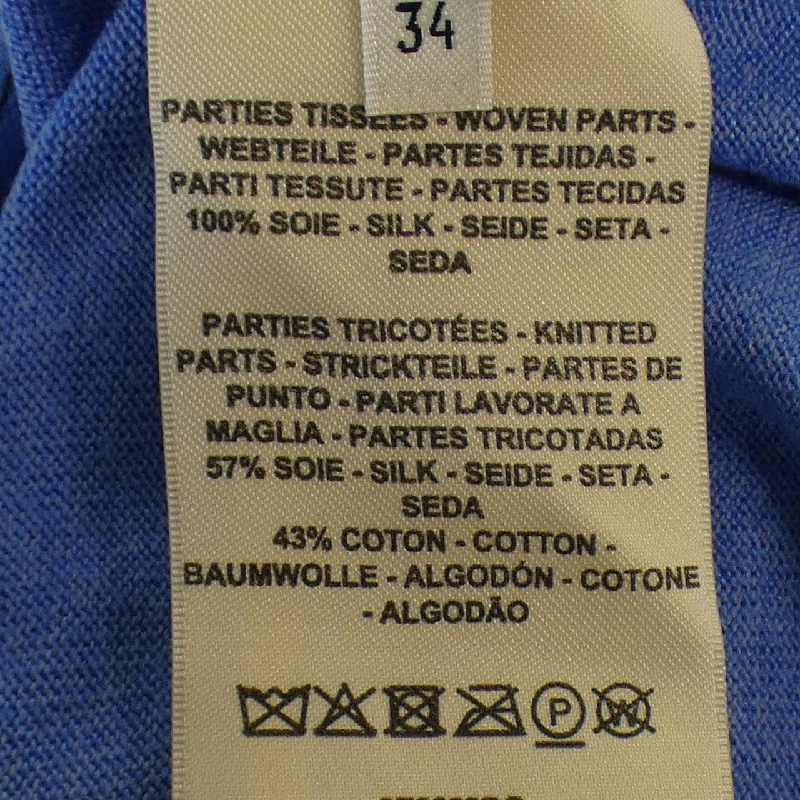 34
PARTIES TISSÉES - WOVEN PARTS -
WEBTEILE - PARTES TEJIDAS -
PARTI TESSUTE - PARTES TECIDAS
100% SOIE - SILK - SEIDE - SETA -
SEDA
PARTIES TRICOTÉES - KNITTED
PARTS - STRICKTEILE - PARTES DE
PUNTO - PARTI LAVORATE A
MAGLIA - PARTES TRICOTADAS
57% SOIE - SILK - SEIDE - SETA -
SEDA
43% COTON - COTTON -
BAUMWOLLE - ALGODÓN - COTONE
- ALGODÃO
P W